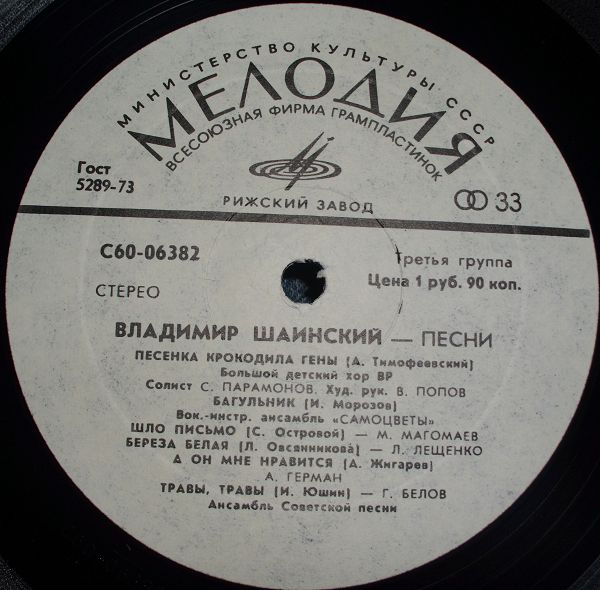 МИНИСТЕРСТВО КУЛЬТУРЫ СССР
МЕЛОДИЯ
ВСЕСОЮЗНАЯ ФИРМА ГРАМПЛАСТИНОК
Гост
5289-73
РИЖСКИЙ ЗАВОД
33
С60-06382
Третья группа
СТЕРЕО
Цена 1 руб. 90 коп.
ВЛАДИМИР ШАИНСКИЙ — ПЕСНИ
ПЕСЕНКА КРОКОДИЛА ГЕНЫ (А. Тимофеевский)
Большой детский хор ВР
Солист С. ПАРАМОНОВ. Худ. рук. В. ПОПОВ
БАГУЛЬНИК (И. Морозов)
Вок.-инстр. ансамбль «САМОЦВЕТЫ»
ШЛО ПИСЬМО (С. Островой) — М. МАГОМАЕВ
БЕРЕЗА БЕЛАЯ (Л. Овсянникова) — Л. ЛЕЩЕНКО
А ОН МНЕ НРАВИТСЯ (А. Жигарев)
А. ГЕРМАН
ТРАВЫ, ТРАВЫ (И. Юшин) — Г. БЕЛОВ
Ансамбль Советской песни